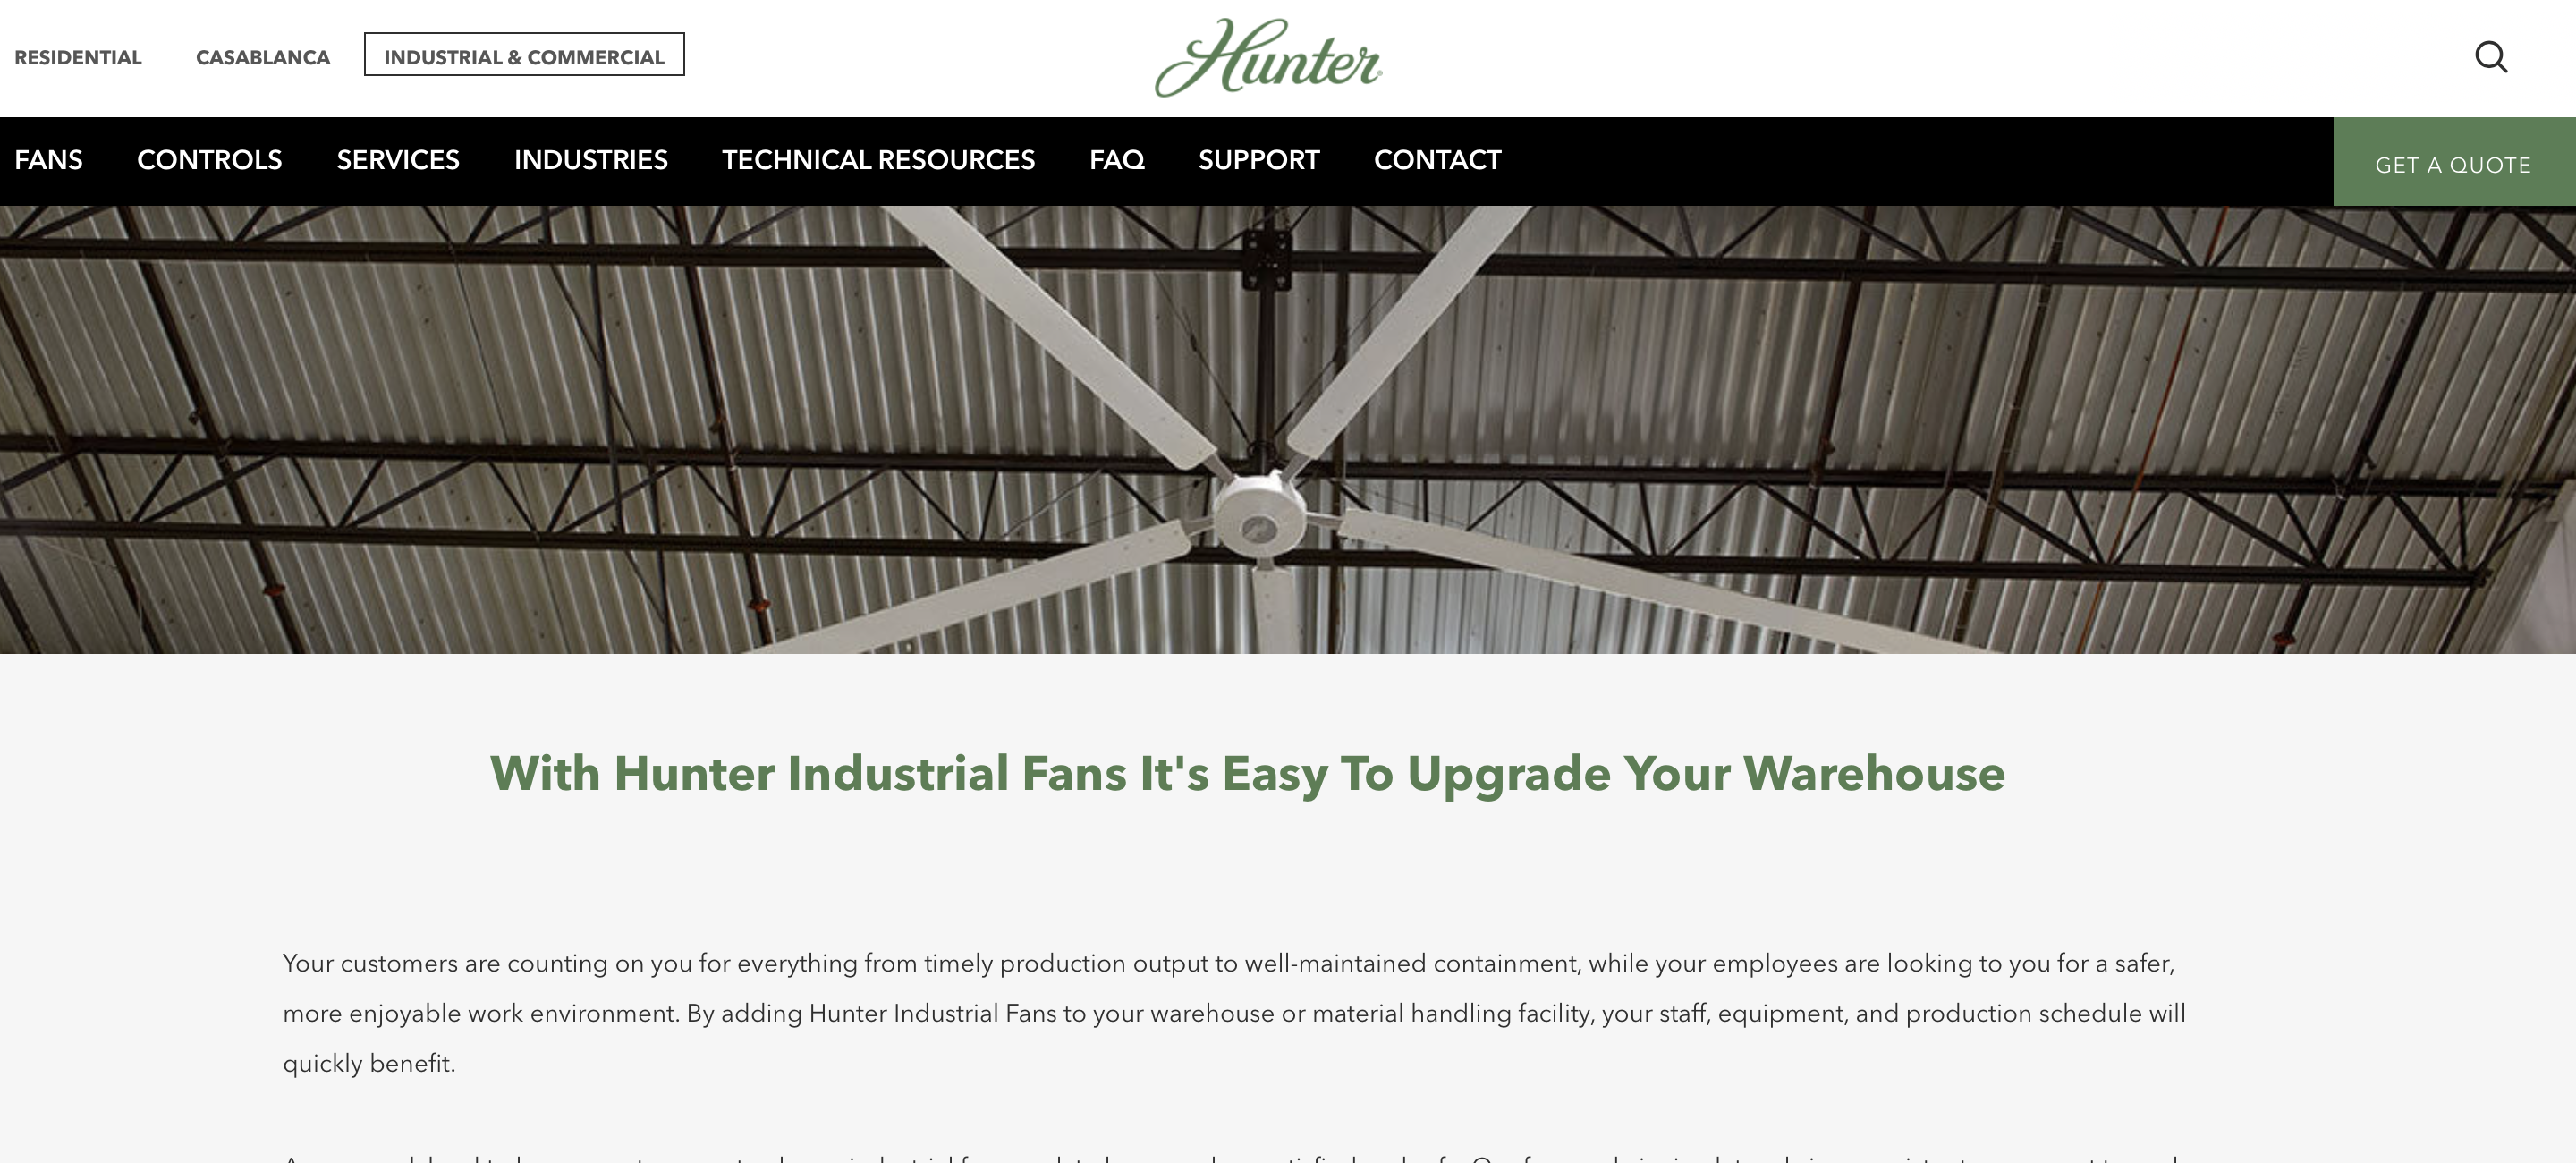 RESIDENTIAL CASABLANCA INDUSTRIAL & COMMERCIAL
Hunter
FANS CONTROLS SERVICES INDUSTRIES TECHNICAL RESOURCES FAQ SUPPORT CONTACT GET A QUOTE
With Hunter Industrial Fans It's Easy To Upgrade Your Warehouse
Your customers are counting on you for everything from timely production output to well-maintained containment, while your employees are looking to you for a safer,
more enjoyable work environment. By adding Hunter Industrial Fans to your warehouse or material handling facility, your staff, equipment, and production schedule will
quickly benefit.